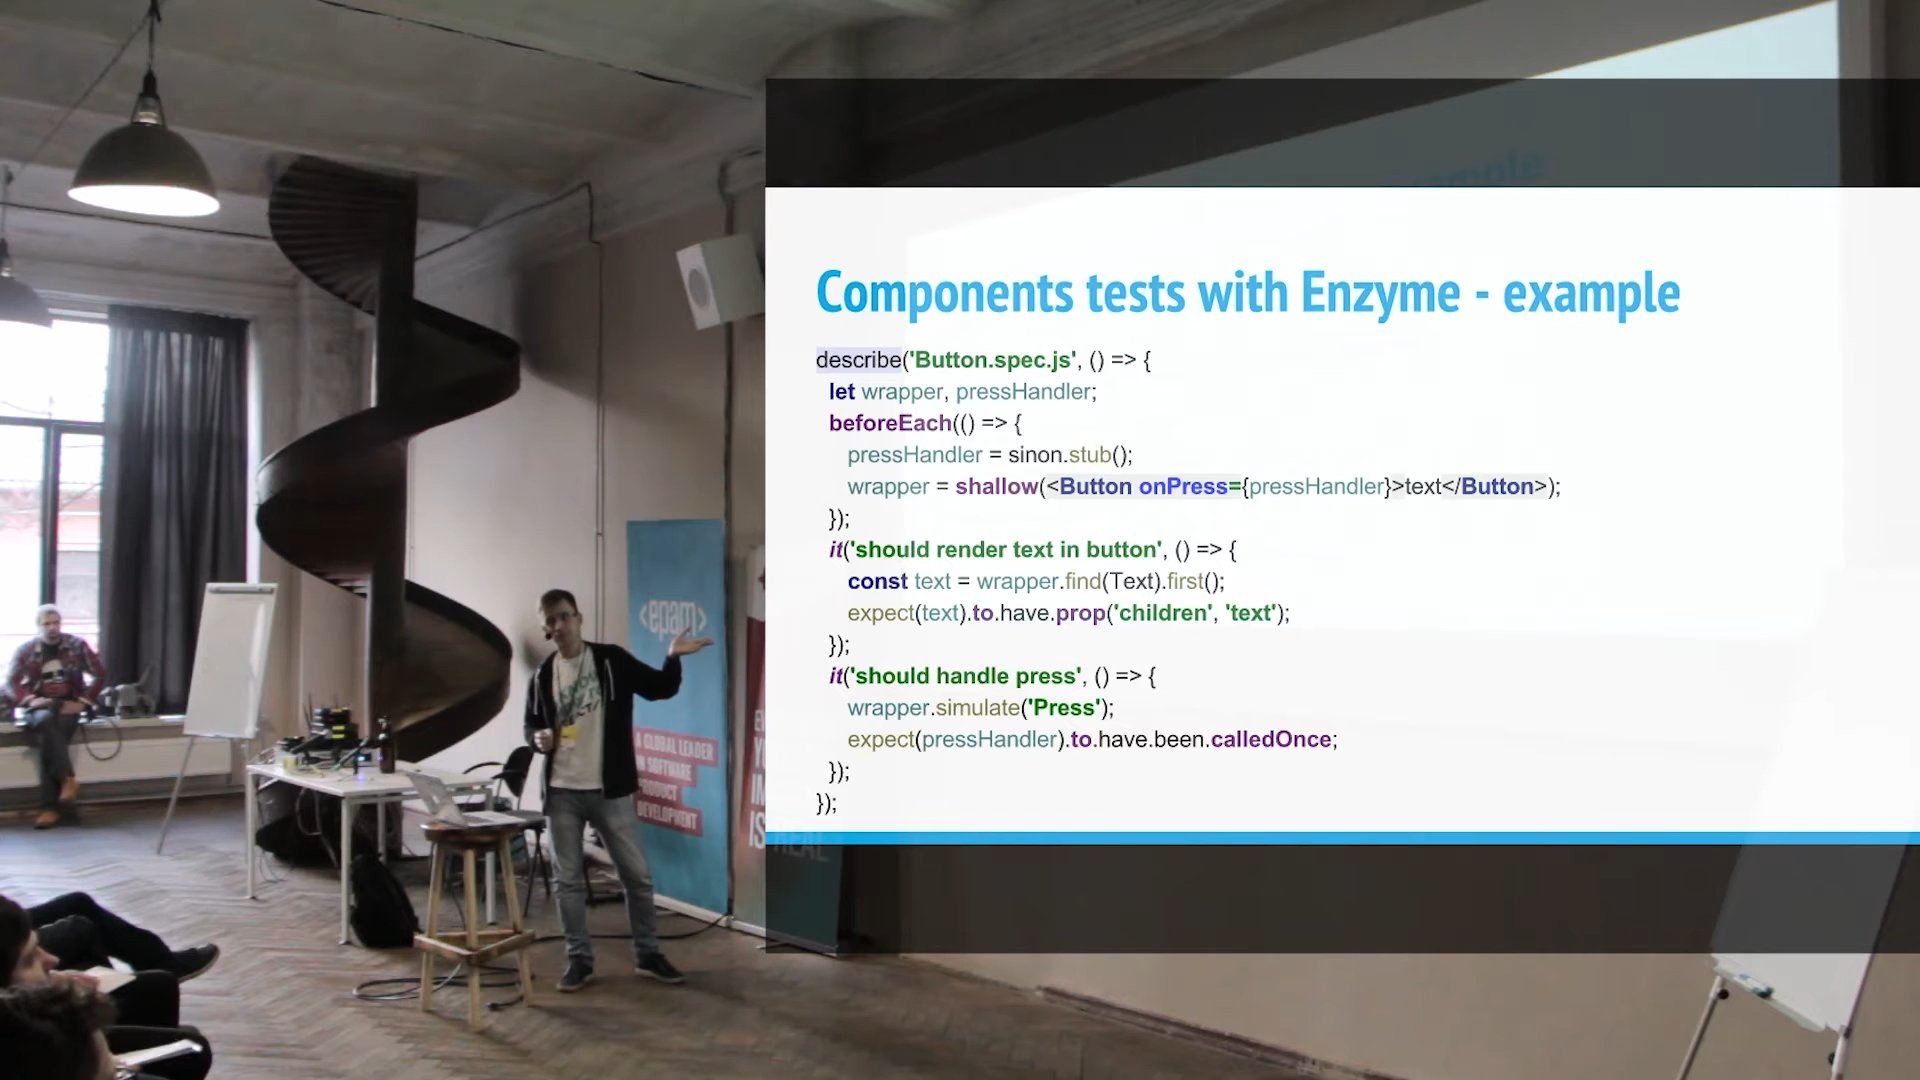 Components tests with Enzyme - example
describe('Button.spec.js', () => {
let wrapper, pressHandler;
beforeEach(() => {
pressHandler = sinon.stub();
wrapper = shallow(<Button onPress={pressHandler}>text</Button>);
});
it('should render text in button', () => {
const text = wrapper.find(Text).first();
expect(text).to.have.prop('children', 'text');
});
it('should handle press', () => {
wrapper.simulate('Press');
expect(pressHandler).to.have.been.calledOnce;
});
});
<epam>
A GLOBAL LEADER
IN SOFTWARE
PRODUCT
DEVELOPMENT
IS REAL